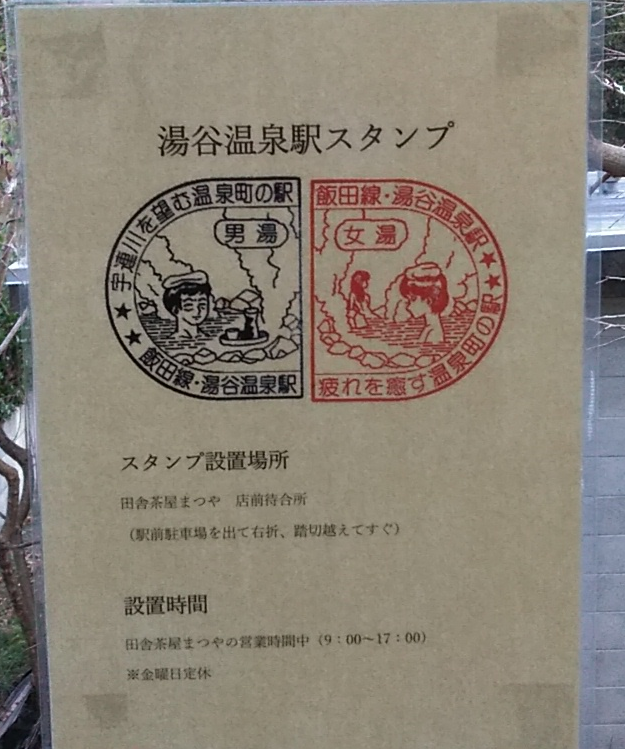 湯谷温泉駅スタンプ
宇連川を望む温泉町の駅
男湯
★★飯田線・湯谷温泉駅
飯田線・湯谷温泉駅★★
女湯
疲れを癒す温泉町の駅
スタンプ設置場所
田舎茶屋まつや 店前待合所
（駅前駐車場を出て右折、踏切越えてすぐ）
設置時間
田舎茶屋まつやの営業時間中（9：00～17：00）
※金曜日定休